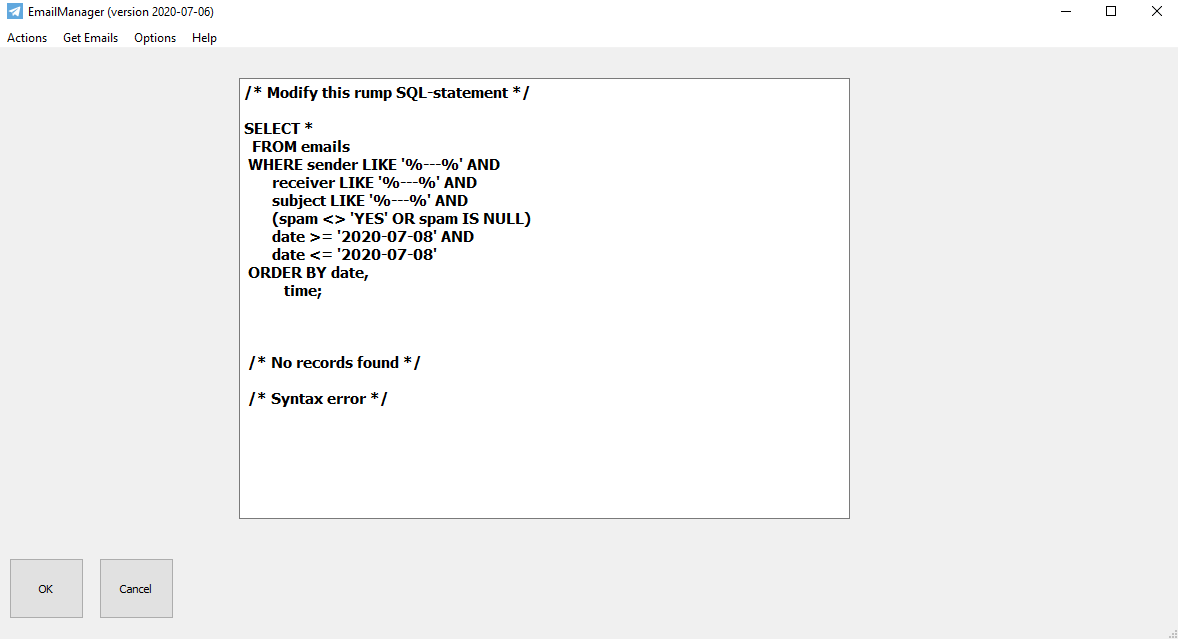 EmailManager (version 2020-07-06)
Actions Get Emails Options Help
/* Modify this rump SQL-statement */
SELECT *
FROM emails
WHERE sender LIKE '%---%' AND
receiver LIKE '%---%' AND
subject LIKE '%---%' AND
(spam <> 'YES' OR spam IS NULL)
date >= '2020-07-08' AND
date <= '2020-07-08'
ORDER BY date,
time;
/* No records found */
/* Syntax error */
OK Cancel